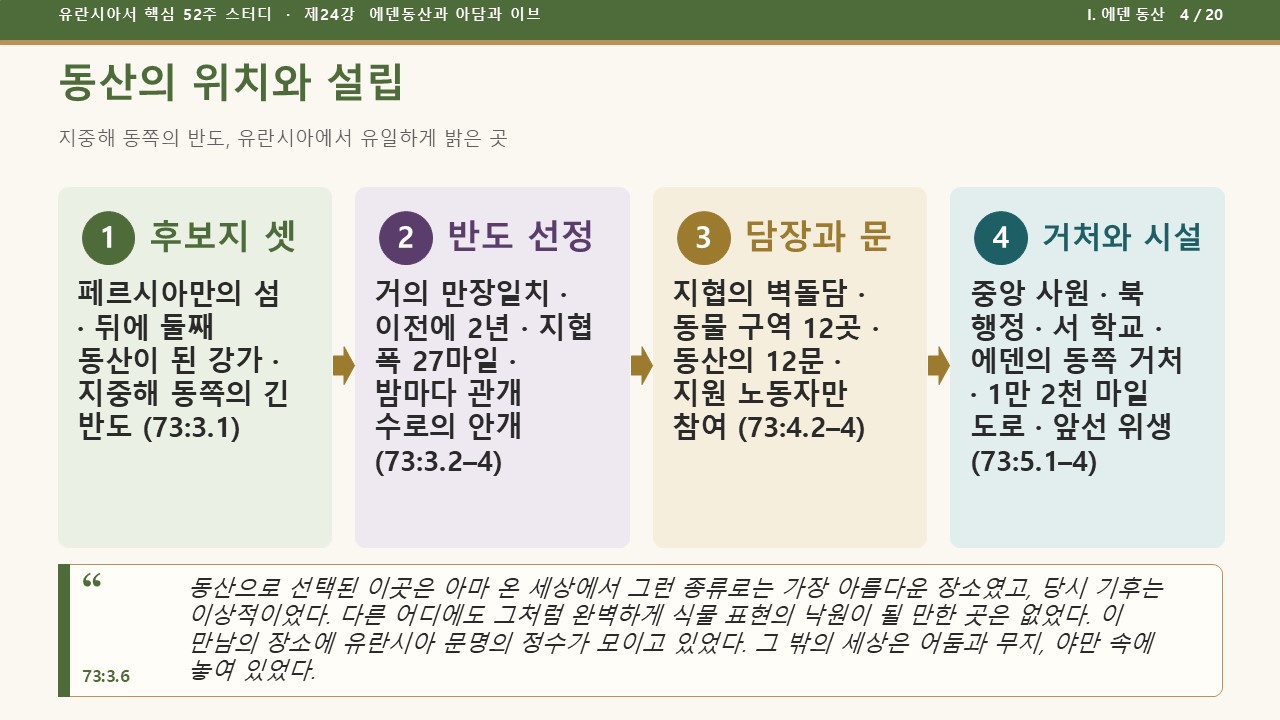 유란시아서 핵심 52주 스터디 · 제24강 에덴동산과 아담과 이브
I. 에덴 동산 4 / 20
동산의 위치와 설립
지중해 동쪽의 반도, 유란시아에서 유일하게 밝은 곳
1 후보지 셋
페르시아만의 섬
· 뒤에 둘째
동산이 된 강가 ·
지중해 동쪽의 긴
반도 (73:3.1)
2 반도 선정
거의 만장일치 ·
이전에 2년 · 지협
폭 27마일 ·
밤마다 관개
수로의 안개
(73:3.2–4)
3 담장과 문
지협의 벽돌담 ·
동물 구역 12곳 ·
동산의 12문 ·
지원 노동자만
참여 (73:4.2–4)
4 거처와 시설
중앙 사원 · 북
행정 · 서 학교 ·
에덴의 동쪽 거처
· 1만 2천 마일
도로 · 앞선 위생
(73:5.1–4)
“
동산으로 선택된 이곳은 아마 온 세상에서 그런 종류로는 가장 아름다운 장소였고, 당시 기후는
이상적이었다. 다른 어디에도 그처럼 완벽하게 식물 표현의 낙원이 될 만한 곳은 없었다. 이
만남의 장소에 유란시아 문명의 정수가 모이고 있었다. 그 밖의 세상은 어둠과 무지, 야만 속에
놓여 있었다.
73:3.6